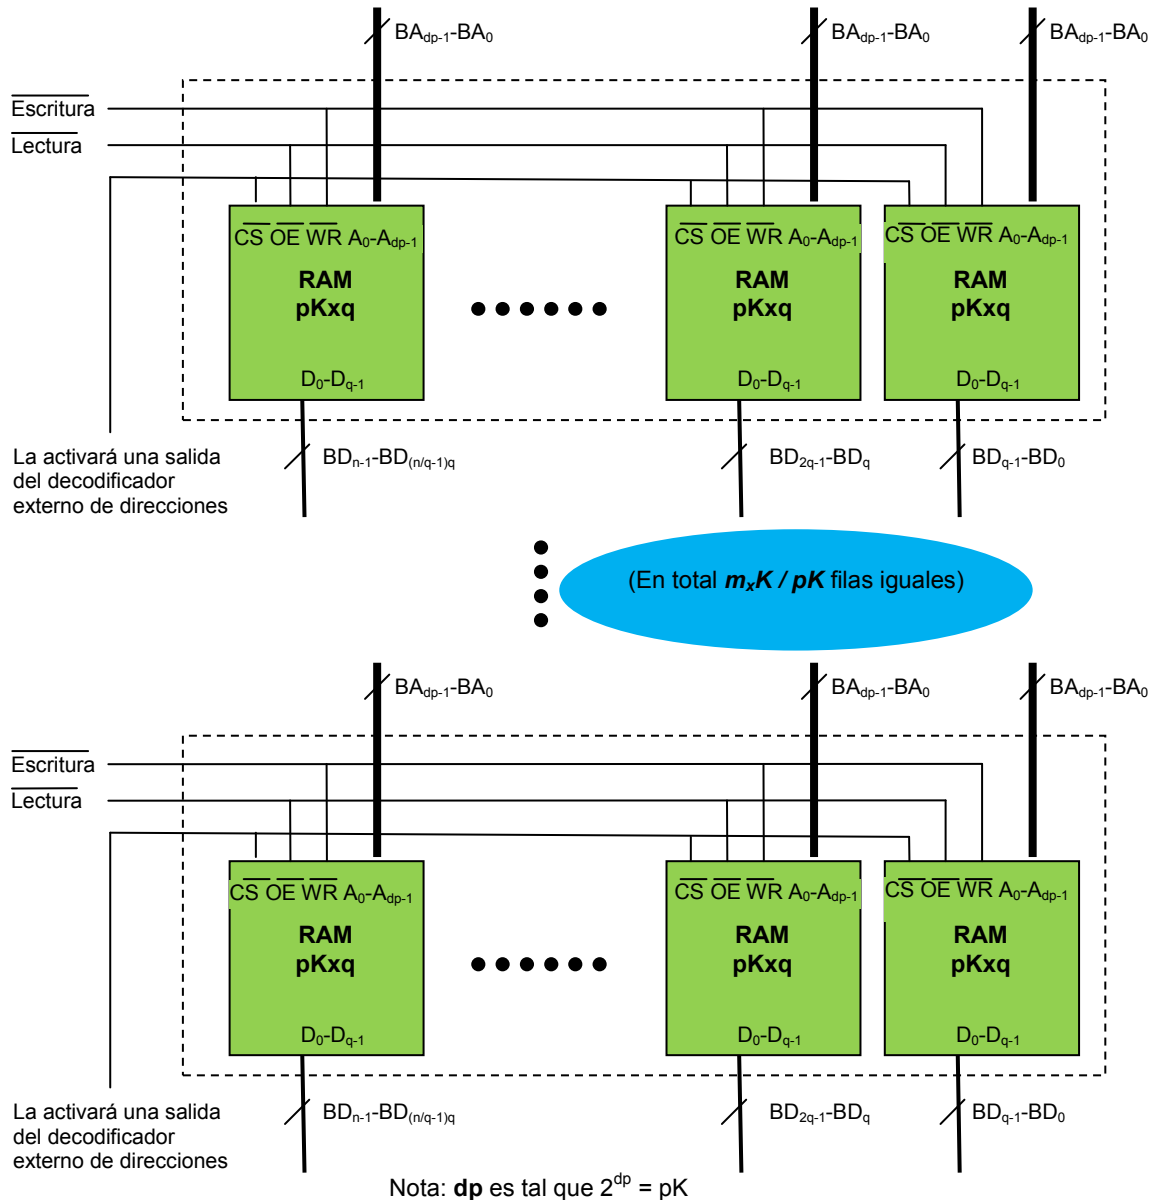 BAdp-1-BA0 BAdp-1-BA0 BAdp-1-BA0
Escritura
Lectura
CS OE WR A0-Adp-1 CS OE WR A0-Adp-1 CS OE WR A0-Adp-1
RAM RAM RAM
pKxq pKxq pKxq
D0-Dq-1 D0-Dq-1 D0-Dq-1
La activará una salida
del decodificador
externo de direcciones
BDn-1-BD(n/q-1)q BD2q-1-BDq BDq-1-BD0
(En total mxK / pK filas iguales)
BAdp-1-BA0 BAdp-1-BA0 BAdp-1-BA0
Escritura
Lectura
CS OE WR A0-Adp-1 CS OE WR A0-Adp-1 CS OE WR A0-Adp-1
RAM RAM RAM
pKxq pKxq pKxq
D0-Dq-1 D0-Dq-1 D0-Dq-1
La activará una salida
del decodificador
externo de direcciones
BDn-1-BD(n/q-1)q BD2q-1-BDq BDq-1-BD0
Nota: dp es tal que 2^dp = pK